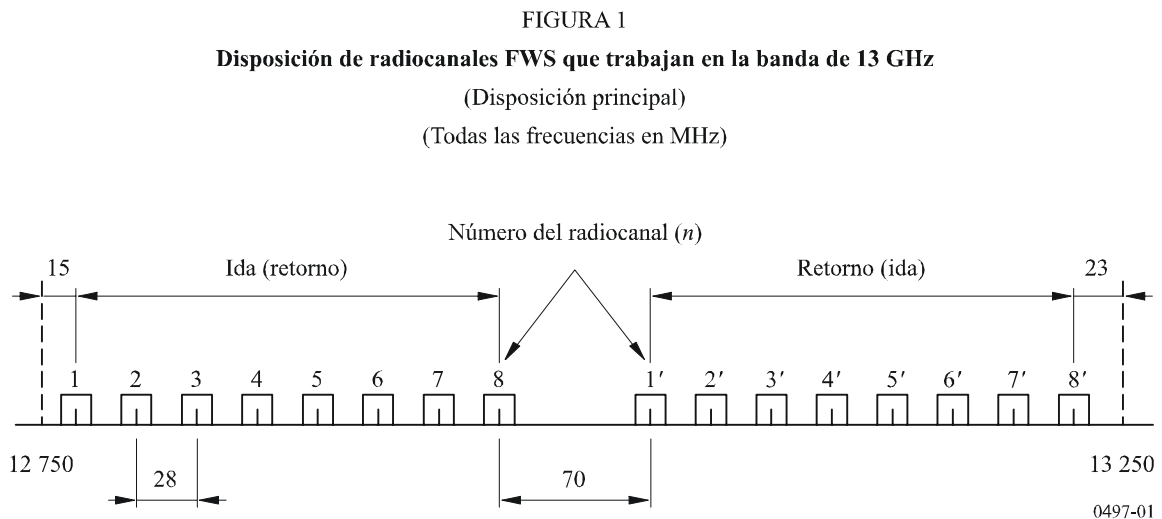 FIGURA 1
Disposición de radiocanales FWS que trabajan en la banda de 13 GHz
(Disposición principal)
(Todas las frecuencias en MHz)
Número del radiocanal (n)
15 Ida (retorno) Retorno (ida) 23
1 2 3 4 5 6 7 8 1′ 2′ 3′ 4′ 5′ 6′ 7′ 8′
12 750 13 250
28 70
0497-01